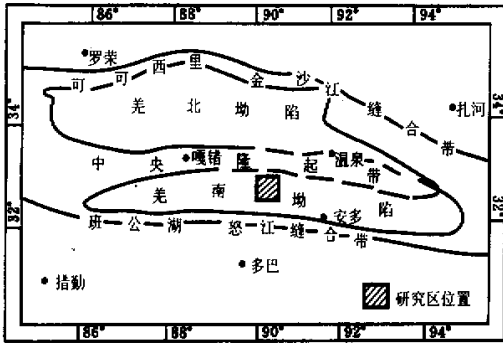 86° 88° 90° 92° 94°
罗荣
可可西里金沙江缝合带
扎河
34° 34°
羌北坳陷
中央隆起带
嘎锗
温泉
羌南坳陷
安多
32° 32°
班公湖怒江缝合带
措勤
多巴
研究区位置
86° 88° 90° 92° 94°